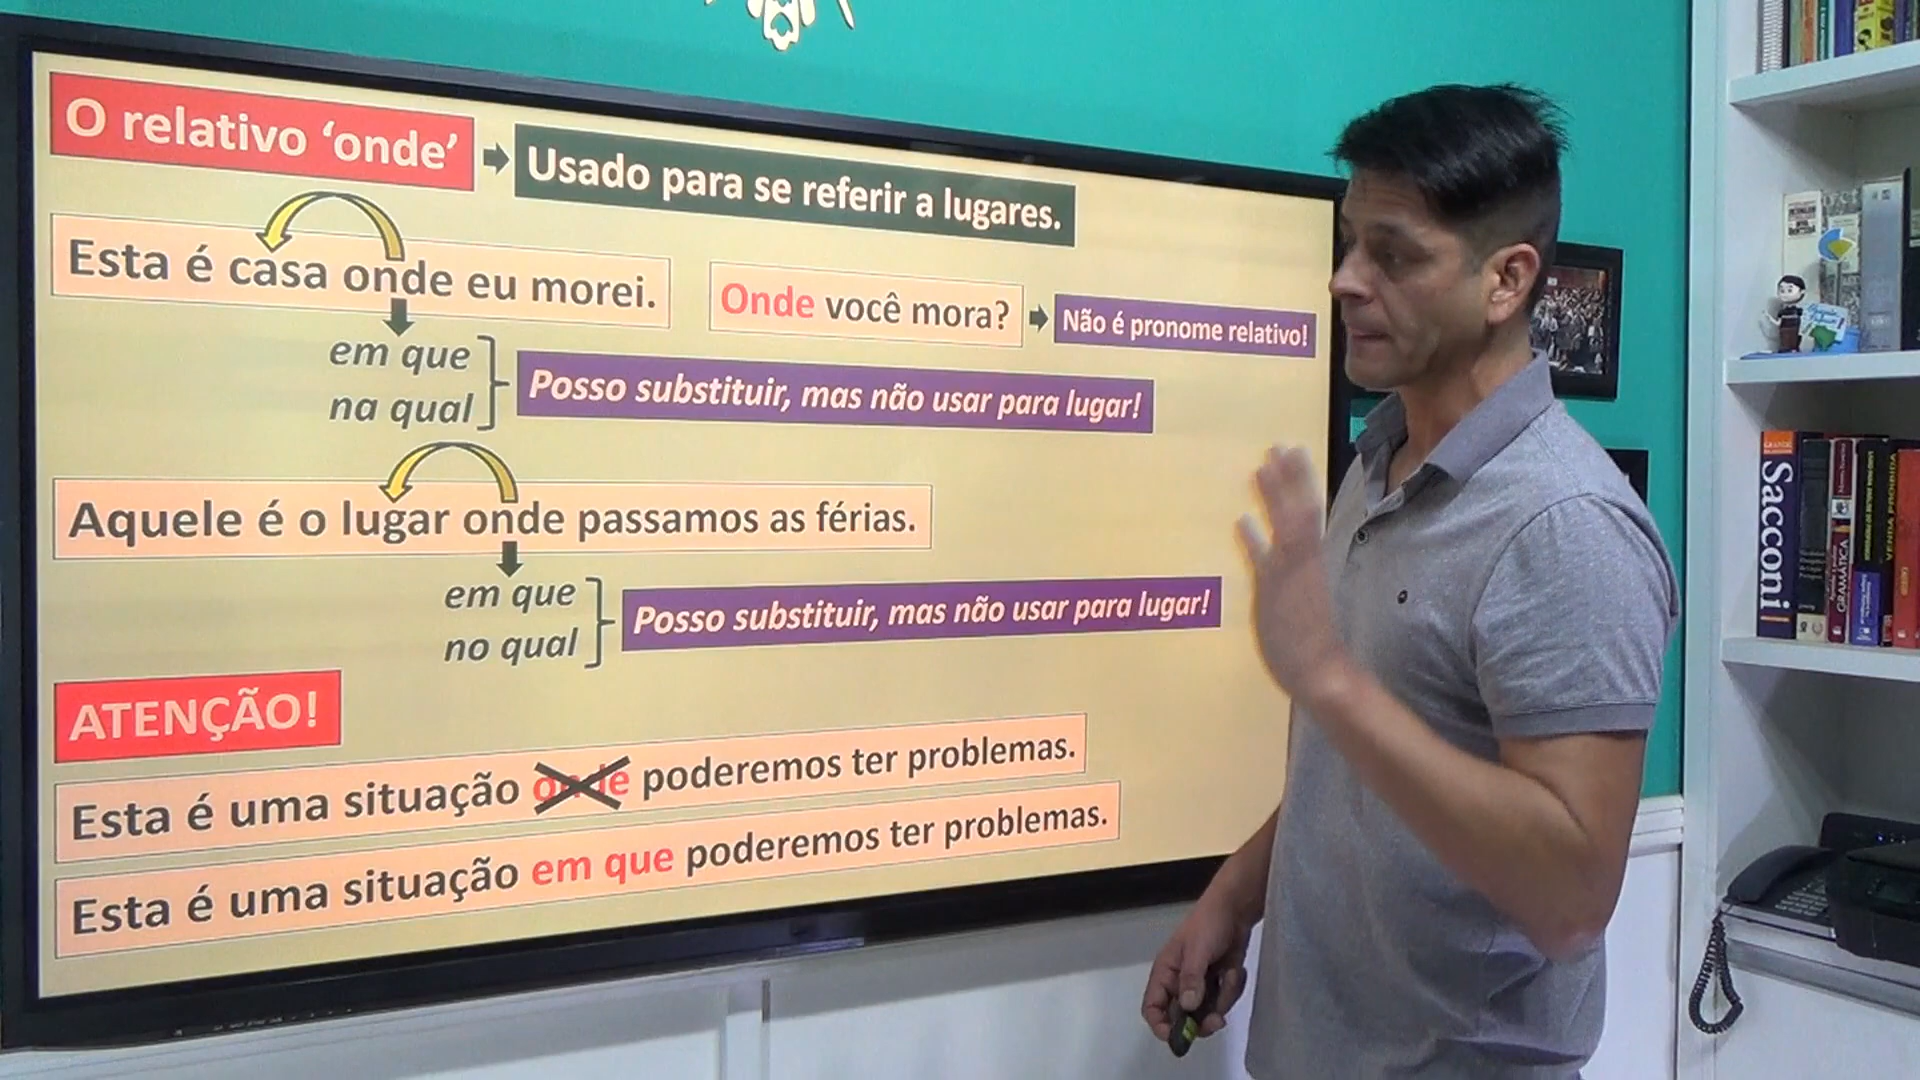 O relativo ‘onde’
Usado para se referir a lugares.
Esta é casa onde eu morei.
Onde você mora?
Não é pronome relativo!
em que
na qual
Posso substituir, mas não usar para lugar!
Aquele é o lugar onde passamos as férias.
em que
no qual
Posso substituir, mas não usar para lugar!
ATENÇÃO!
Esta é uma situação onde poderemos ter problemas.
Esta é uma situação em que poderemos ter problemas.
Sacconi
GRAMÁTICA
VENDA PROIBIDA